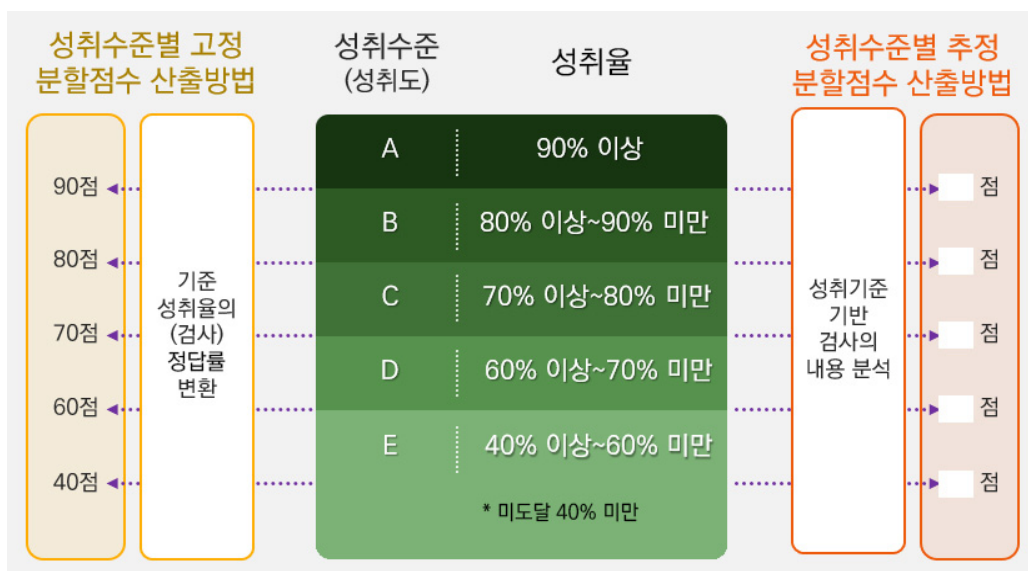 성취수준별 고정
분할점수 산출방법
성취수준
(성취도)
성취율
성취수준별 추정
분할점수 산출방법
90점
80점
70점
60점
40점
기준
성취율의
(검사)
정답률
변환
A
90% 이상
B
80% 이상~90% 미만
C
70% 이상~80% 미만
D
60% 이상~70% 미만
E
40% 이상~60% 미만
* 미도달 40% 미만
성취기준
기반
검사의
내용 분석
점
점
점
점
점